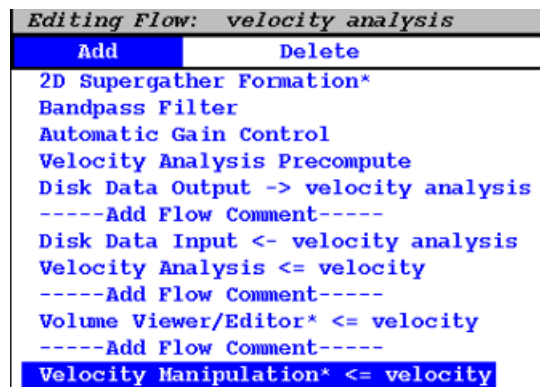 Editing Flow: velocity analysis
Add Delete
2D Supergather Formation*
Bandpass Filter
Automatic Gain Control
Velocity Analysis Precompute
Disk Data Output -> velocity analysis
-----Add Flow Comment-----
Disk Data Input <- velocity analysis
Velocity Analysis <= velocity
-----Add Flow Comment-----
Volume Viewer/Editor* <= velocity
-----Add Flow Comment-----
Velocity Manipulation* <= velocity